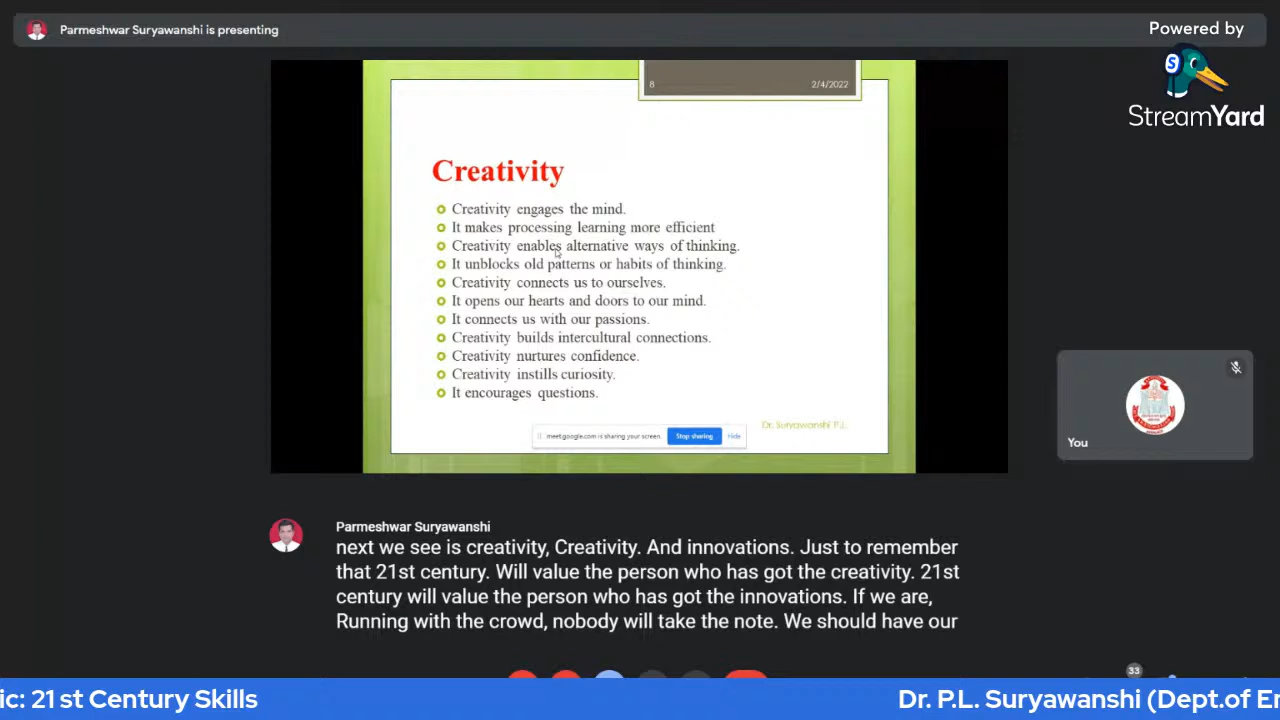 Parmeshwar Suryawanshi is presenting
Powered by
StreamYard
8 2/4/2022
Creativity
Creativity engages the mind.
It makes processing learning more efficient
Creativity enables alternative ways of thinking.
It unblocks old patterns or habits of thinking.
Creativity connects us to ourselves.
It opens our hearts and doors to our mind.
It connects us with our passions.
Creativity builds intercultural connections.
Creativity nurtures confidence.
Creativity instills curiosity.
It encourages questions.
Dr. Suryawanshi P.L.
meet.google.com is sharing your screen. Stop sharing Hide
You
Parmeshwar Suryawanshi
next we see is creativity, Creativity. And innovations. Just to remember
that 21st century. Will value the person who has got the creativity. 21st
century will value the person who has got the innovations. If we are,
Running with the crowd, nobody will take the note. We should have our
33
ic: 21 st Century Skills Dr. P.L. Suryawanshi (Dept.of En